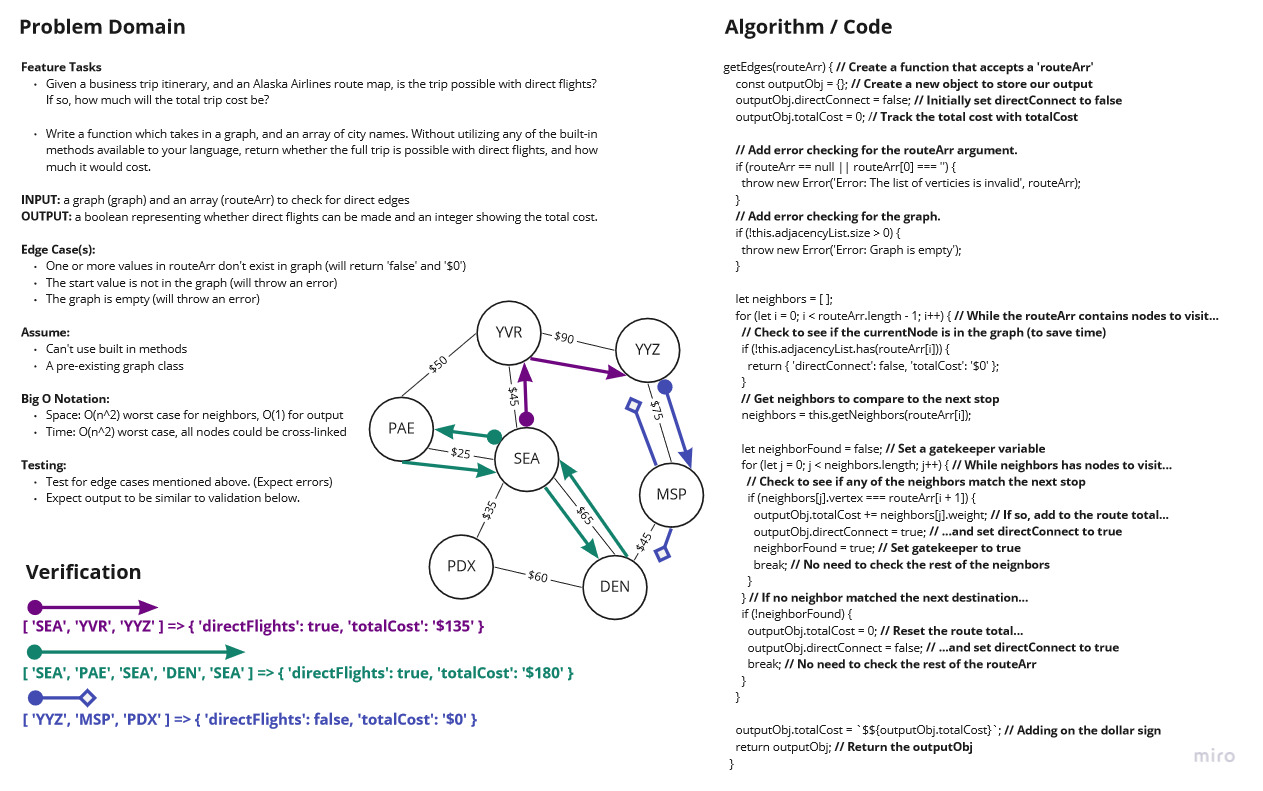 Problem Domain
Feature Tasks
• Given a business trip itinerary, and an Alaska Airlines route map, is the trip possible with direct flights?
If so, how much will the total trip cost be?
• Write a function which takes in a graph, and an array of city names. Without utilizing any of the built-in
methods available to your language, return whether the full trip is possible with direct flights, and how
much it would cost.
INPUT: a graph (graph) and an array (routeArr) to check for direct edges
OUTPUT: a boolean representing whether direct flights can be made and an integer showing the total cost.
Edge Case(s):
• One or more values in routeArr don't exist in graph (will return 'false' and '$0')
• The start value is not in the graph (will throw an error)
• The graph is empty (will throw an error)
Assume:
• Can't use built in methods
• A pre-existing graph class
Big O Notation:
• Space: O(n^2) worst case for neighbors, O(1) for output
• Time: O(n^2) worst case, all nodes could be cross-linked
Testing:
• Test for edge cases mentioned above. (Expect errors)
• Expect output to be similar to validation below.
YVR
$90
YYZ
$50
$45
$75
PAE
$25
SEA
MSP
$35
$65
$45
PDX
$60
DEN
Verification
[ 'SEA', 'YVR', 'YYZ' ] => { 'directFlights': true, 'totalCost': '$135' }
[ 'SEA', 'PAE', 'SEA', 'DEN', 'SEA' ] => { 'directFlights': true, 'totalCost': '$180' }
[ 'YYZ', 'MSP', 'PDX' ] => { 'directFlights': false, 'totalCost': '$0' }
Algorithm / Code
getEdges(routeArr) { // Create a function that accepts a 'routeArr'
const outputObj = {}; // Create a new object to store our output
outputObj.directConnect = false; // Initially set directConnect to false
outputObj.totalCost = 0; // Track the total cost with totalCost
// Add error checking for the routeArr argument.
if (routeArr == null || routeArr[0] === '') {
throw new Error('Error: The list of verticies is invalid', routeArr);
}
// Add error checking for the graph.
if (!this.adjacencyList.size > 0) {
throw new Error('Error: Graph is empty');
}
let neighbors = [ ];
for (let i = 0; i < routeArr.length - 1; i++) { // While the routeArr contains nodes to visit...
// Check to see if the currentNode is in the graph (to save time)
if (!this.adjacencyList.has(routeArr[i])) {
return { 'directConnect': false, 'totalCost': '$0' };
}
// Get neighbors to compare to the next stop
neighbors = this.getNeighbors(routeArr[i]);
let neighborFound = false; // Set a gatekeeper variable
for (let j = 0; j < neighbors.length; j++) { // While neighbors has nodes to visit...
// Check to see if any of the neighbors match the next stop
if (neighbors[j].vertex === routeArr[i + 1]) {
outputObj.totalCost += neighbors[j].weight; // If so, add to the route total...
outputObj.directConnect = true; // ...and set directConnect to true
neighborFound = true; // Set gatekeeper to true
break; // No need to check the rest of the neignbors
}
} // If no neighbor matched the next destination...
if (!neighborFound) {
outputObj.totalCost = 0; // Reset the route total...
outputObj.directConnect = false; // ...and set directConnect to true
break; // No need to check the rest of the routeArr
}
}
outputObj.totalCost = `$${outputObj.totalCost}`; // Adding on the dollar sign
return outputObj; // Return the outputObj
}
miro